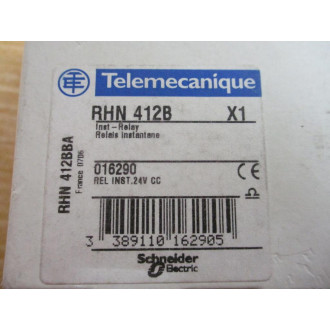 Telemecanique
RHN 412B X1
Inst-Relay
Relais Instantane
RHN 412BBA
France 0706
016290
REL INST.24V CC
CE
3 389110 162905
Schneider
Electric